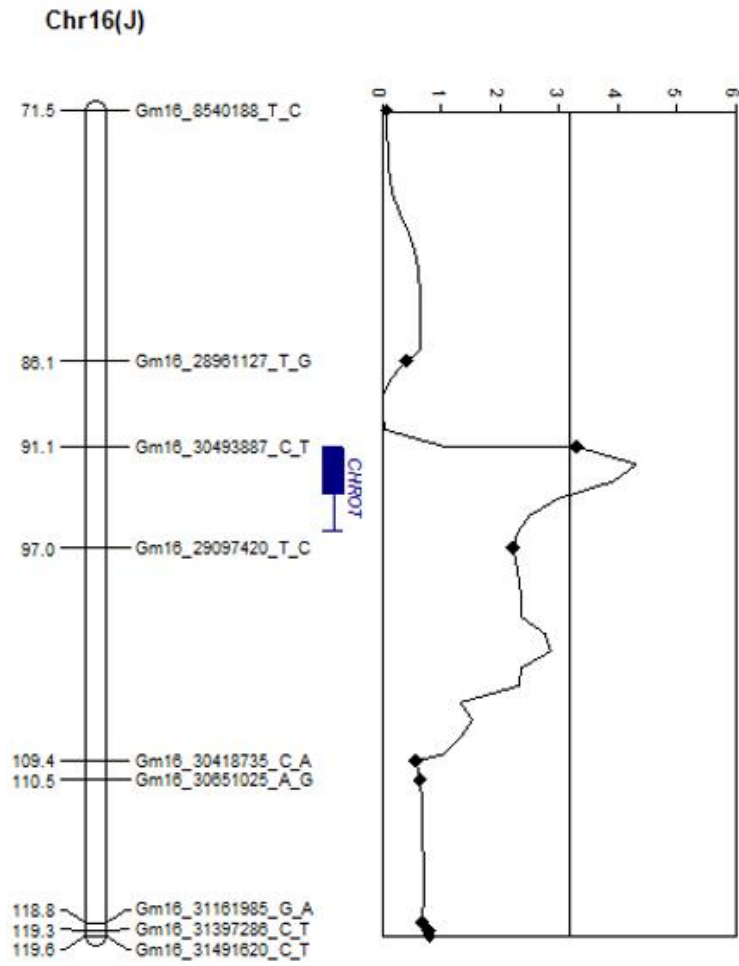 Chr16(J)
0 1 2 3 4 5 6
71.5 Gm16_8540188_T_C
86.1 Gm16_28961127_T_G
91.1 Gm16_30493887_C_T
CHROT
97.0 Gm16_29097420_T_C
109.4 Gm16_30418735_C_A
110.5 Gm16_30651025_A_G
118.8 Gm16_31161985_G_A
119.3 Gm16_31397286_C_T
119.6 Gm16_31491620_C_T